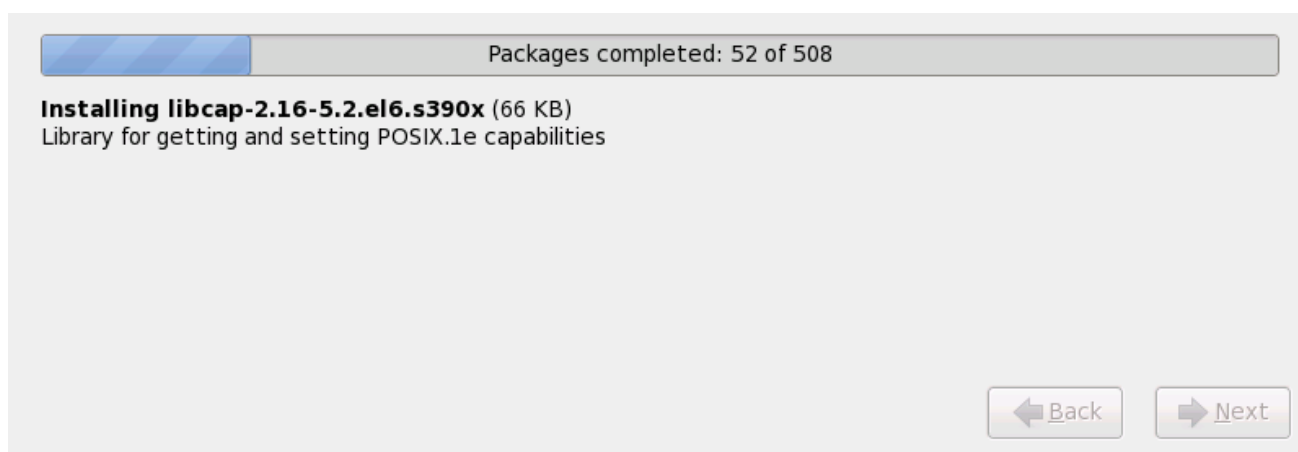 Packages completed: 52 of 508
Installing libcap-2.16-5.2.el6.s390x (66 KB)
Library for getting and setting POSIX.1e capabilities
Back
Next